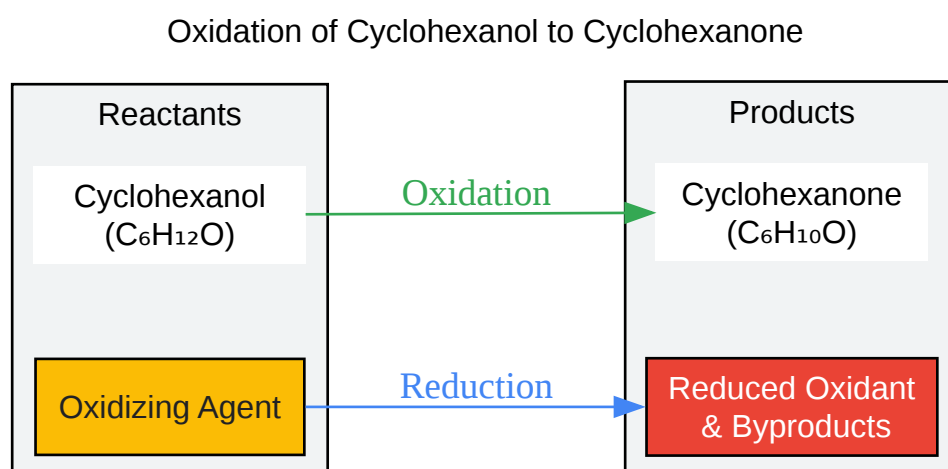 Oxidation of Cyclohexanol to Cyclohexanone
Reactants
Products
Cyclohexanol
(C₆H₁₂O)
Oxidation
Cyclohexanone
(C₆H₁₀O)
Oxidizing Agent
Reduction
Reduced Oxidant
& Byproducts